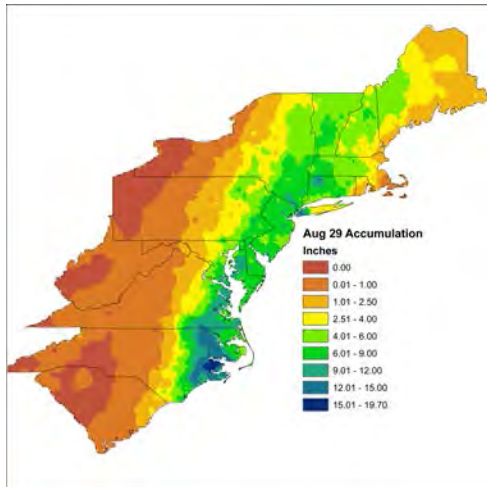 Aug 29 Accumulation
Inches
0.00
0.01 - 1.00
1.01 - 2.50
2.51 - 4.00
4.01 - 6.00
6.01 - 9.00
9.01 - 12.00
12.01 - 15.00
15.01 - 19.70